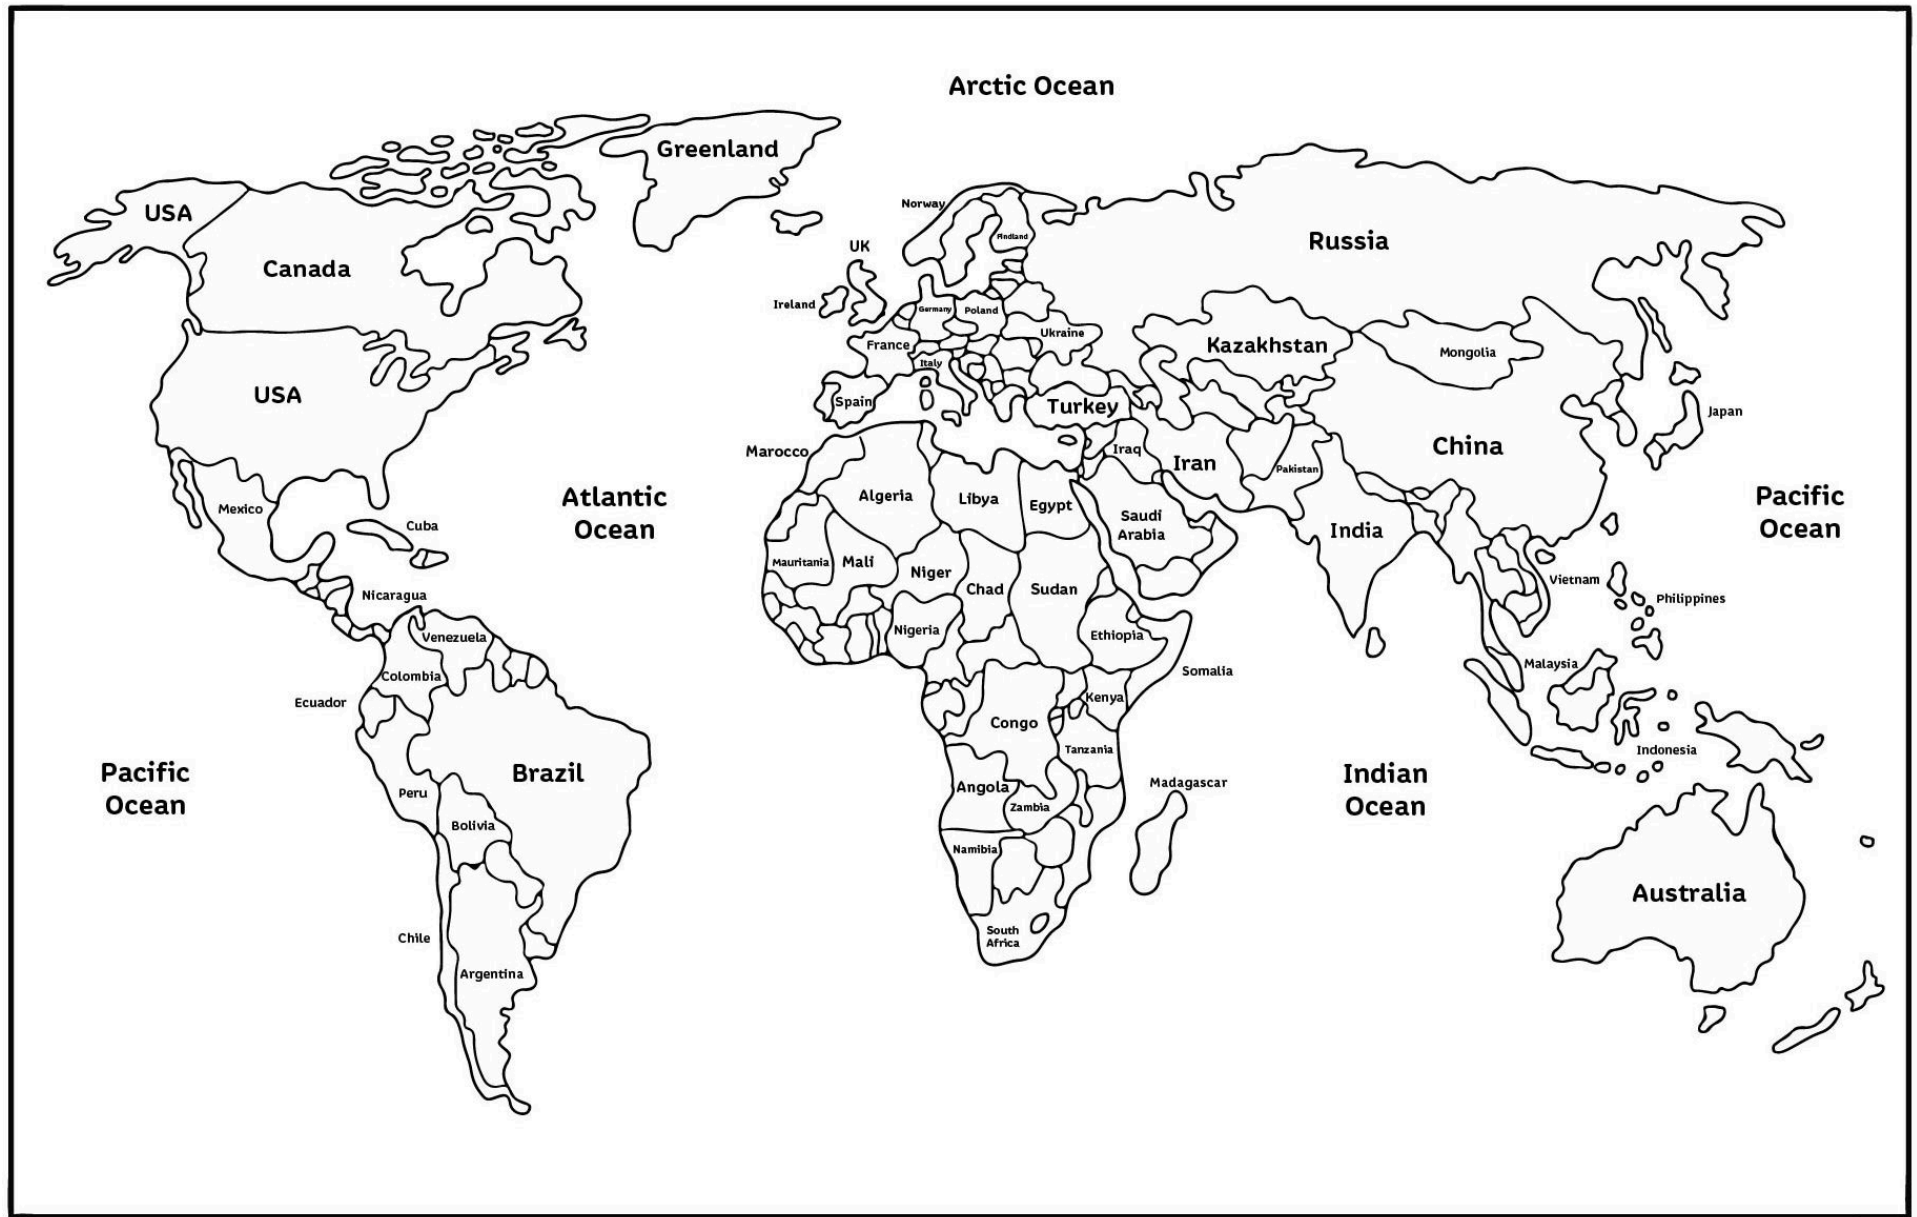 Arctic Ocean
Greenland
USA
Canada
USA
Mexico
Cuba
Nicaragua
Venezuela
Colombia
Ecuador
Peru
Brazil
Bolivia
Chile
Argentina
Pacific
Ocean
Atlantic
Ocean
Norway
Findland
UK
Ireland
Germany
Poland
Ukraine
France
Italy
Spain
Turkey
Russia
Kazakhstan
Mongolia
China
Japan
Iraq
Iran
Pakistan
India
Saudi
Arabia
Marocco
Algeria
Libya
Egypt
Mauritania
Mali
Niger
Chad
Sudan
Nigeria
Ethiopia
Somalia
Kenya
Congo
Tanzania
Angola
Zambia
Namibia
South
Africa
Madagascar
Indian
Ocean
Vietnam
Philippines
Malaysia
Indonesia
Australia
Pacific
Ocean